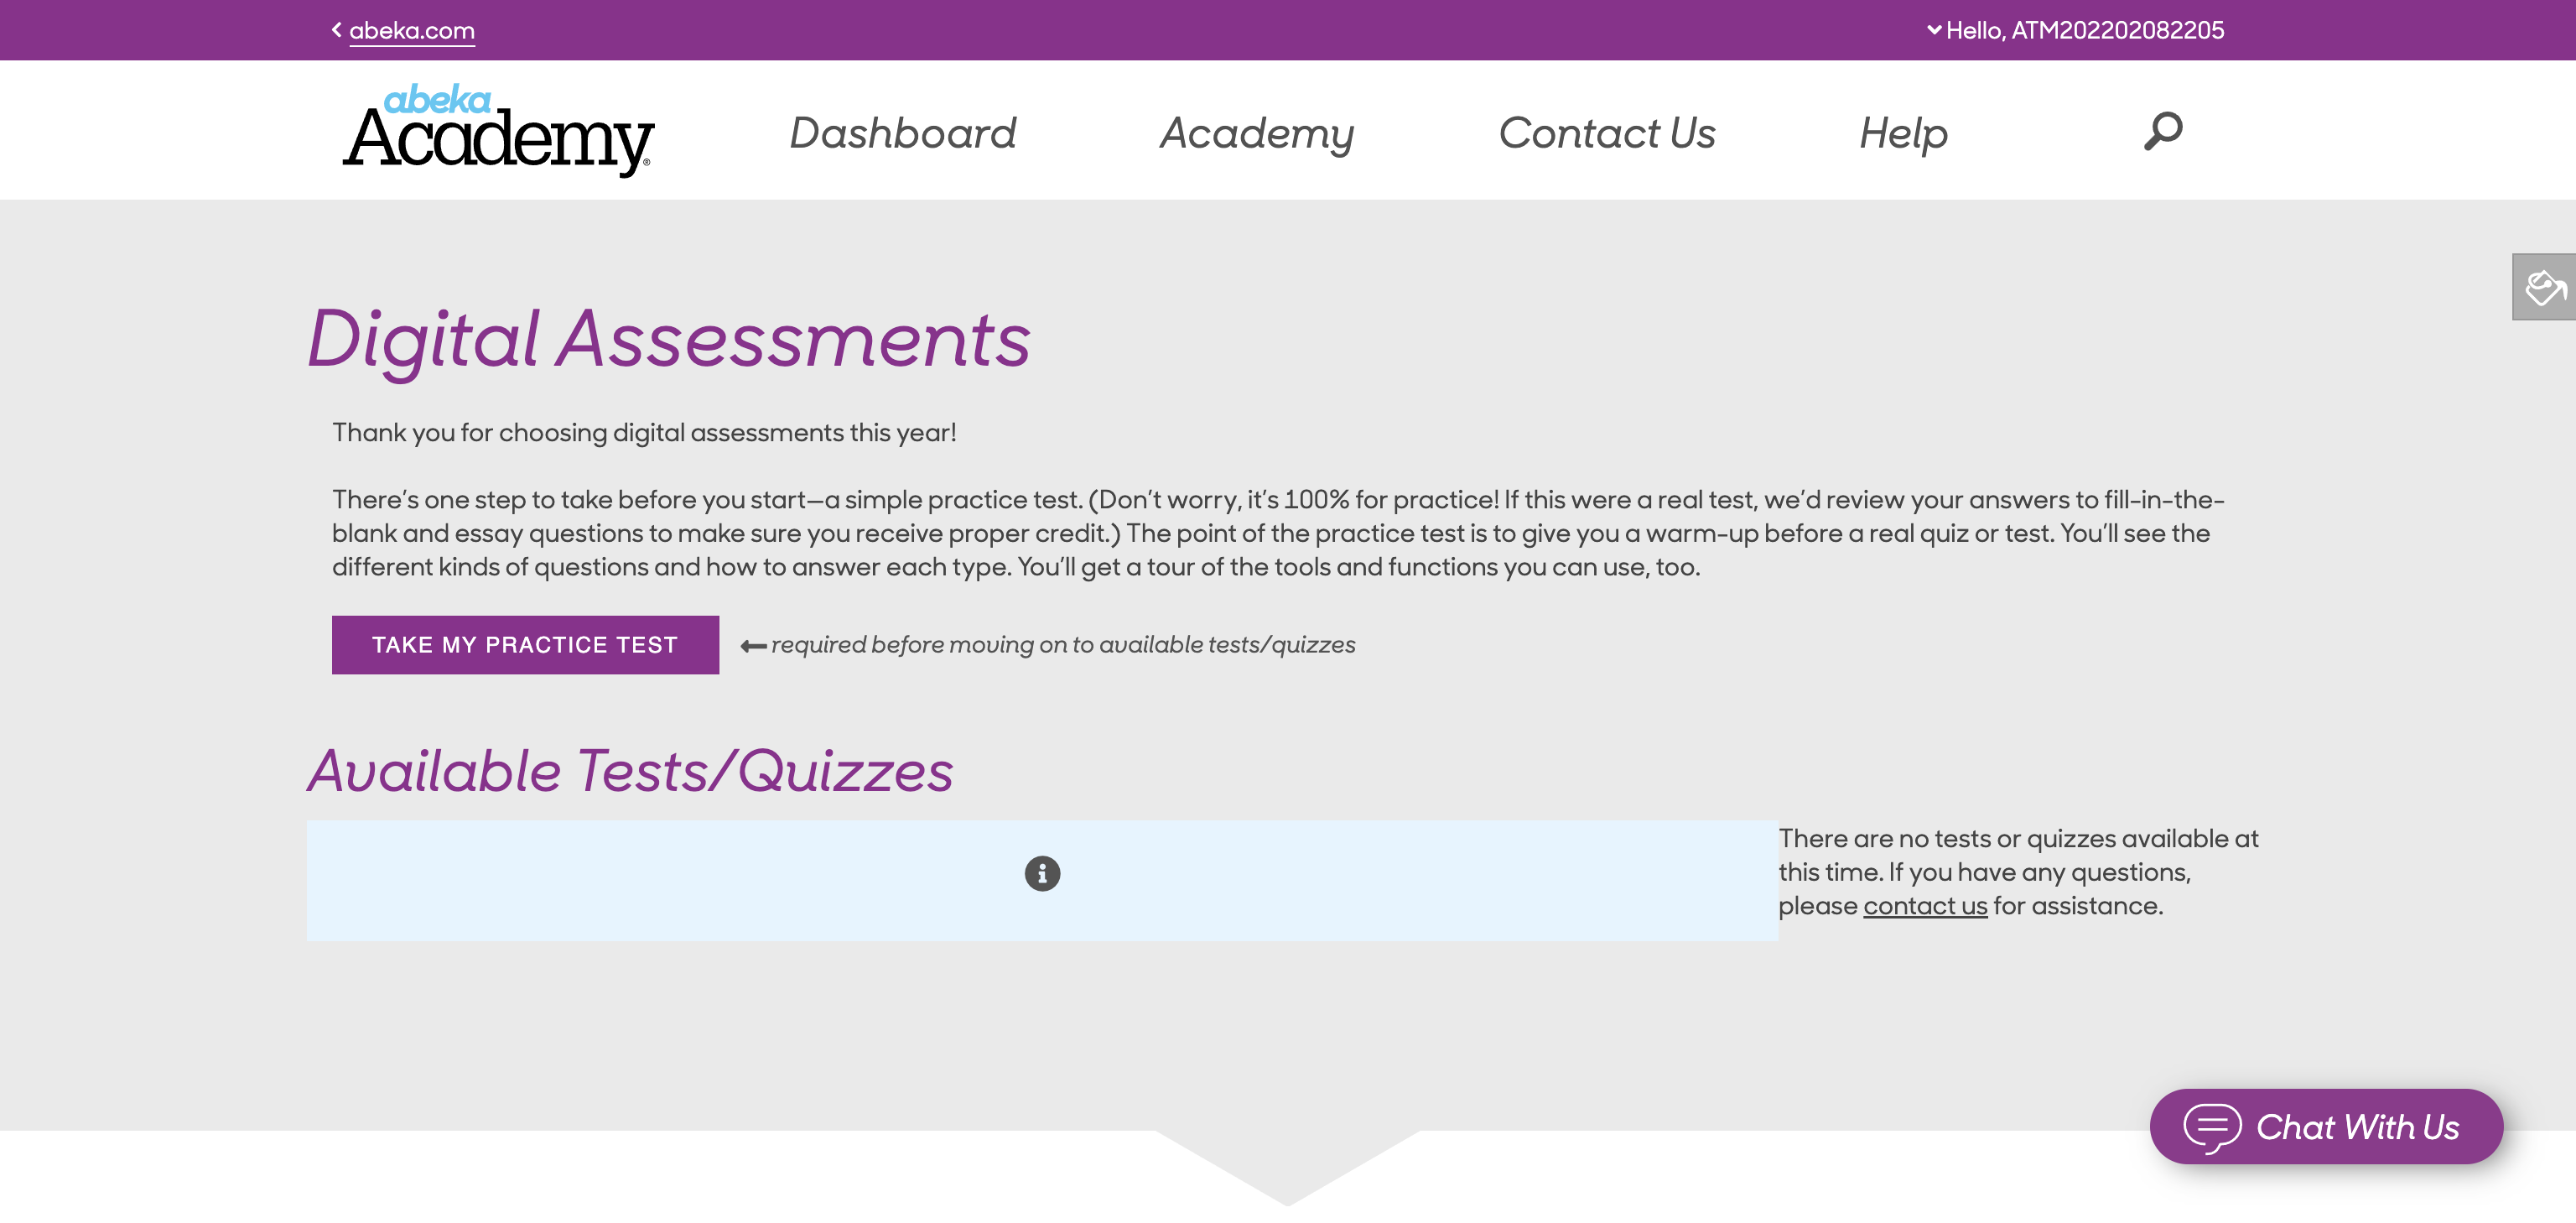 abeka.com
Hello, ATM202202082205
abeka
Academy®
Dashboard
Academy
Contact Us
Help
Digital Assessments
Thank you for choosing digital assessments this year!
There's one step to take before you start—a simple practice test. (Don't worry, it's 100% for practice! If this were a real test, we'd review your answers to fill-in-the-
blank and essay questions to make sure you receive proper credit.) The point of the practice test is to give you a warm-up before a real quiz or test. You'll see the
different kinds of questions and how to answer each type. You'll get a tour of the tools and functions you can use, too.
TAKE MY PRACTICE TEST
required before moving on to available tests/quizzes
Available Tests/Quizzes
There are no tests or quizzes available at
this time. If you have any questions,
please contact us for assistance.
Chat With Us